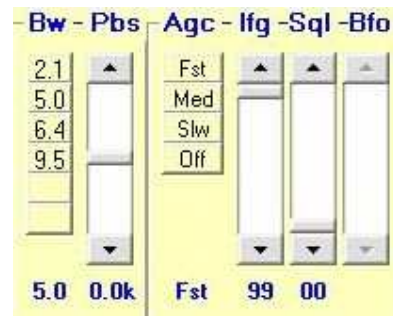 Bw - Pbs Agc - Ifg -Sql -Bfo
2.1 Fst
5.0 Med
6.4 Slw
9.5 Off
5.0 0.0k Fst 99 00